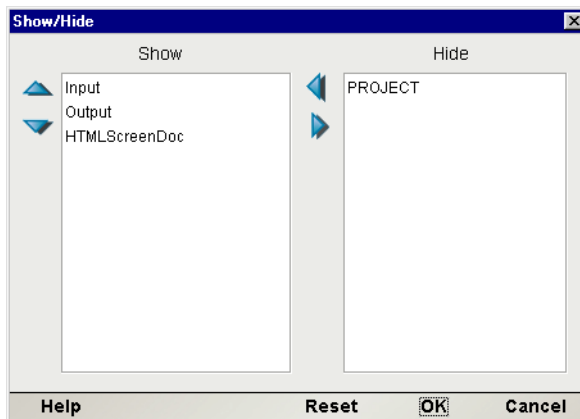 Show/Hide
Show
Hide
Input
Output
HTMLScreenDoc
PROJECT
Help
Reset
OK
Cancel